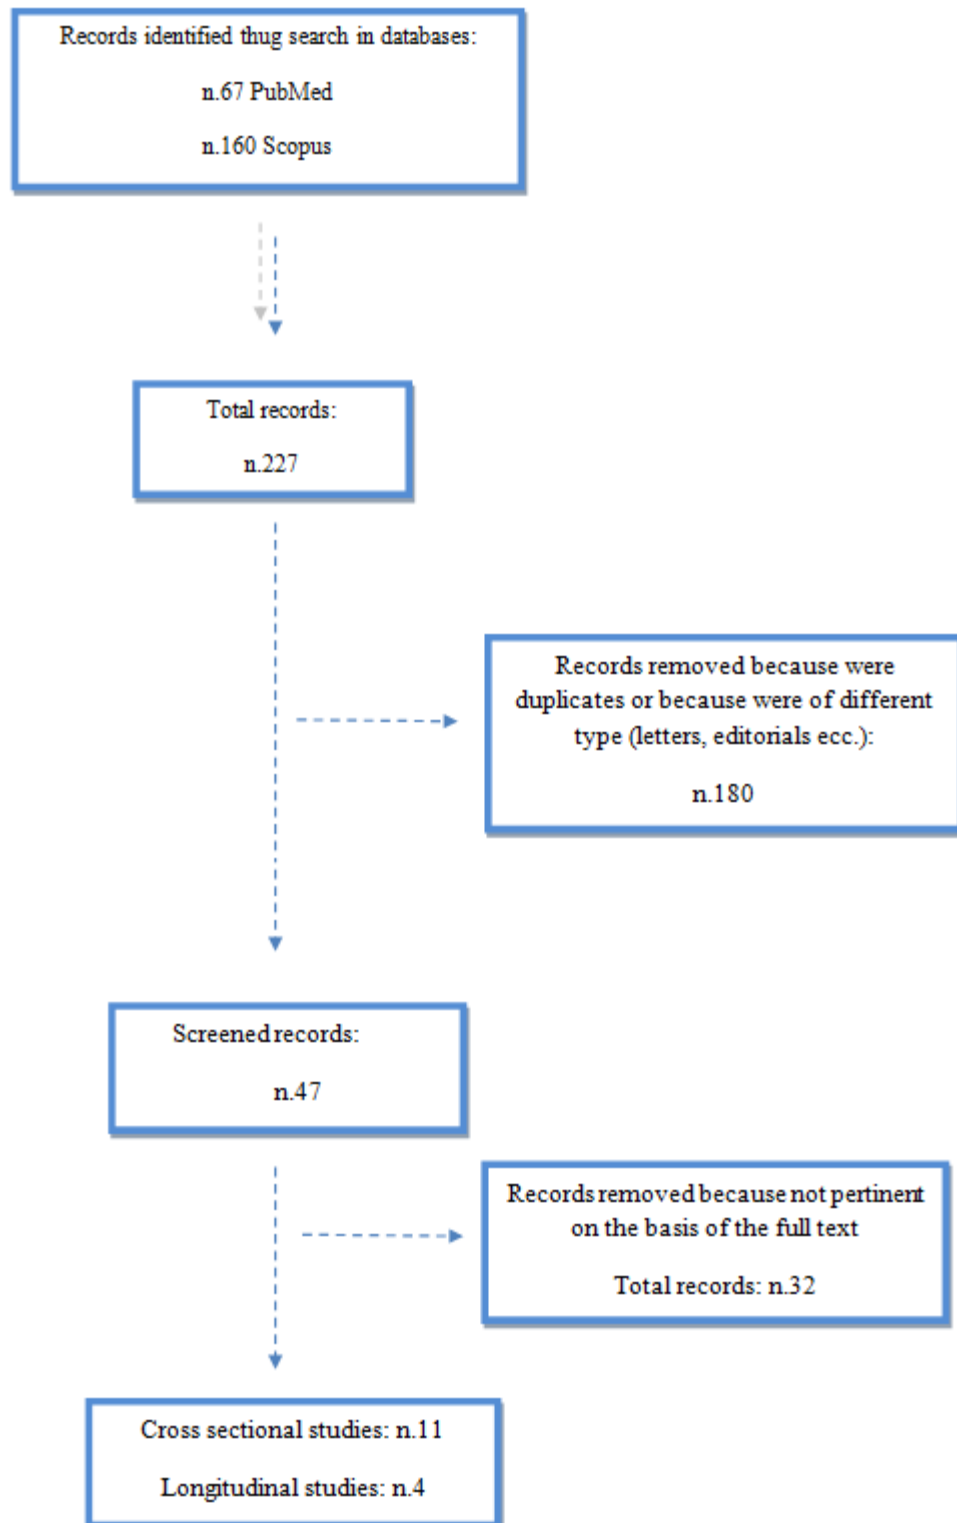 Records identified thug search in databases:
n.67 PubMed
n.160 Scopus
Total records:
n.227
Records removed because were
duplicates or because were of different
type (letters, editorials ecc.):
n.180
Screened records:
n.47
Records removed because not pertinent
on the basis of the full text
Total records: n.32
Cross sectional studies: n.11
Longitudinal studies: n.4